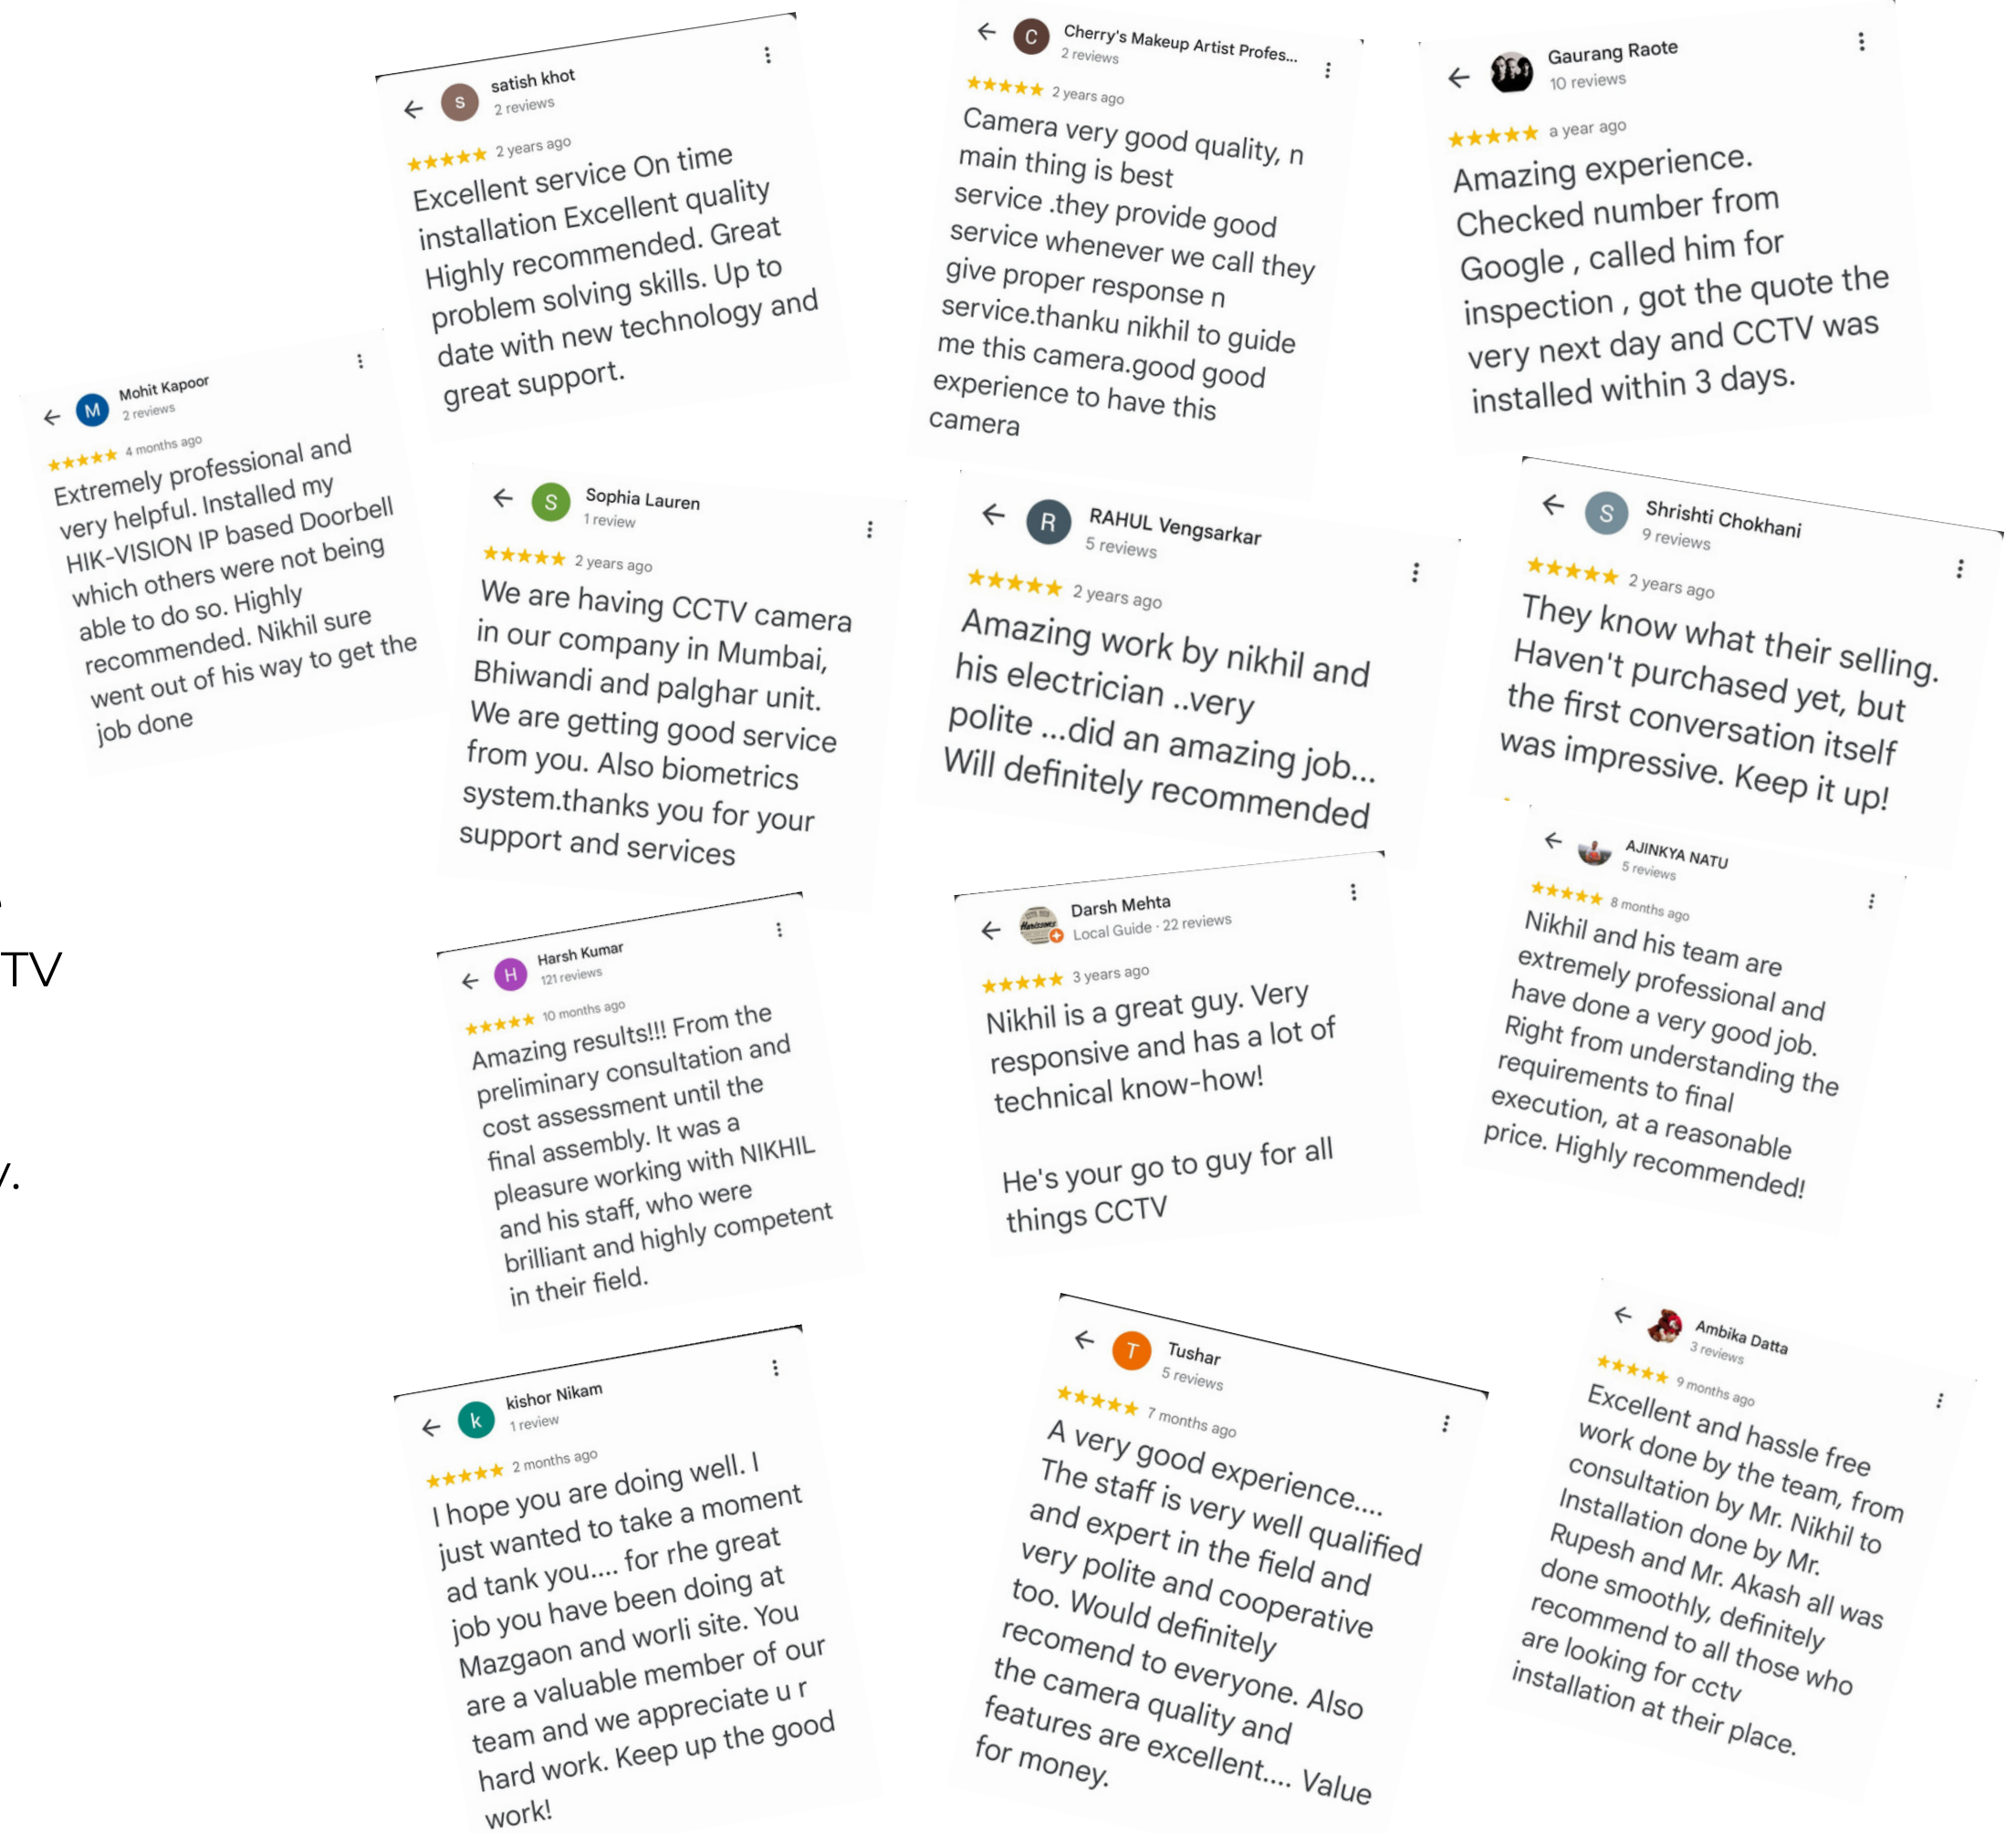 satish khot
2 reviews
2 years ago
Excellent service On time
installation Excellent quality
Highly recommended. Great
problem solving skills. Up to
date with new technology and
great support.
C
Cherry's Makeup Artist Profes...
2 reviews
2 years ago
Camera very good quality, n
main thing is best
service .they provide good
service whenever we call they
give proper response n
service.thanku nikhil to guide
me this camera.good good
experience to have this
camera
Gaurang Raote
10 reviews
a year ago
Amazing experience.
Checked number from
Google , called him for
inspection , got the quote the
very next day and CCTV was
installed within 3 days.
M
Mohit Kapoor
2 reviews
4 months ago
Extremely professional and
very helpful. Installed my
HIK-VISION IP based Doorbell
which others were not being
able to do so. Highly
recommended. Nikhil sure
went out of his way to get the
job done
S
Sophia Lauren
1 review
2 years ago
We are having CCTV camera
in our company in Mumbai,
Bhiwandi and palghar unit.
We are getting good service
from you. Also biometrics
system.thanks you for your
support and services
R
RAHUL Vengsarkar
5 reviews
2 years ago
Amazing work by nikhil and
his electrician ..very
polite ...did an amazing job...
Will definitely recommended
S
Shrishti Chokhani
9 reviews
2 years ago
They know what their selling.
Haven't purchased yet, but
the first conversation itself
was impressive. Keep it up!
TV
H
Harsh Kumar
121 reviews
10 months ago
Amazing results!!! From the
preliminary consultation and
cost assessment until the
final assembly. It was a
pleasure working with NIKHIL
and his staff, who were
brilliant and highly competent
in their field.
Darsh Mehta
Local Guide · 22 reviews
3 years ago
Nikhil is a great guy. Very
responsive and has a lot of
technical know-how!
He's your go to guy for all
things CCTV
AJINKYA NATU
5 reviews
8 months ago
Nikhil and his team are
extremely professional and
have done a very good job.
Right from understanding the
requirements to final
execution, at a reasonable
price. Highly recommended!
k
kishor Nikam
1 review
2 months ago
I hope you are doing well. I
just wanted to take a moment
ad tank you.... for rhe great
job you have been doing at
Mazgaon and worli site. You
are a valuable member of our
team and we appreciate u r
hard work. Keep up the good
work!
T
Tushar
5 reviews
7 months ago
A very good experience....
The staff is very well qualified
and expert in the field and
very polite and cooperative
too. Would definitely
recomend to everyone. Also
the camera quality and
features are excellent.... Value
for money.
Ambika Datta
3 reviews
9 months ago
Excellent and hassle free
work done by the team, from
consultation by Mr. Nikhil to
Installation done by Mr.
Rupesh and Mr. Akash all was
done smoothly, definitely
recommend to all those who
are looking for cctv
installation at their place.